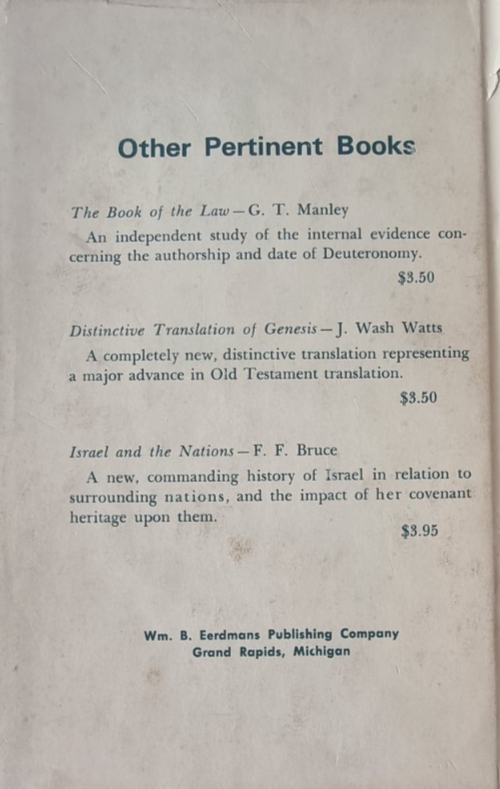 Other Pertinent Books
The Book of the Law — G. T. Manley
An independent study of the internal evidence con-
cerning the authorship and date of Deuteronomy.
$3.50
Distinctive Translation of Genesis — J. Wash Watts
A completely new, distinctive translation representing
a major advance in Old Testament translation.
$3.50
Israel and the Nations — F. F. Bruce
A new, commanding history of Israel in relation to
surrounding nations, and the impact of her covenant
heritage upon them.
$3.95
Wm. B. Eerdmans Publishing Company
Grand Rapids, Michigan